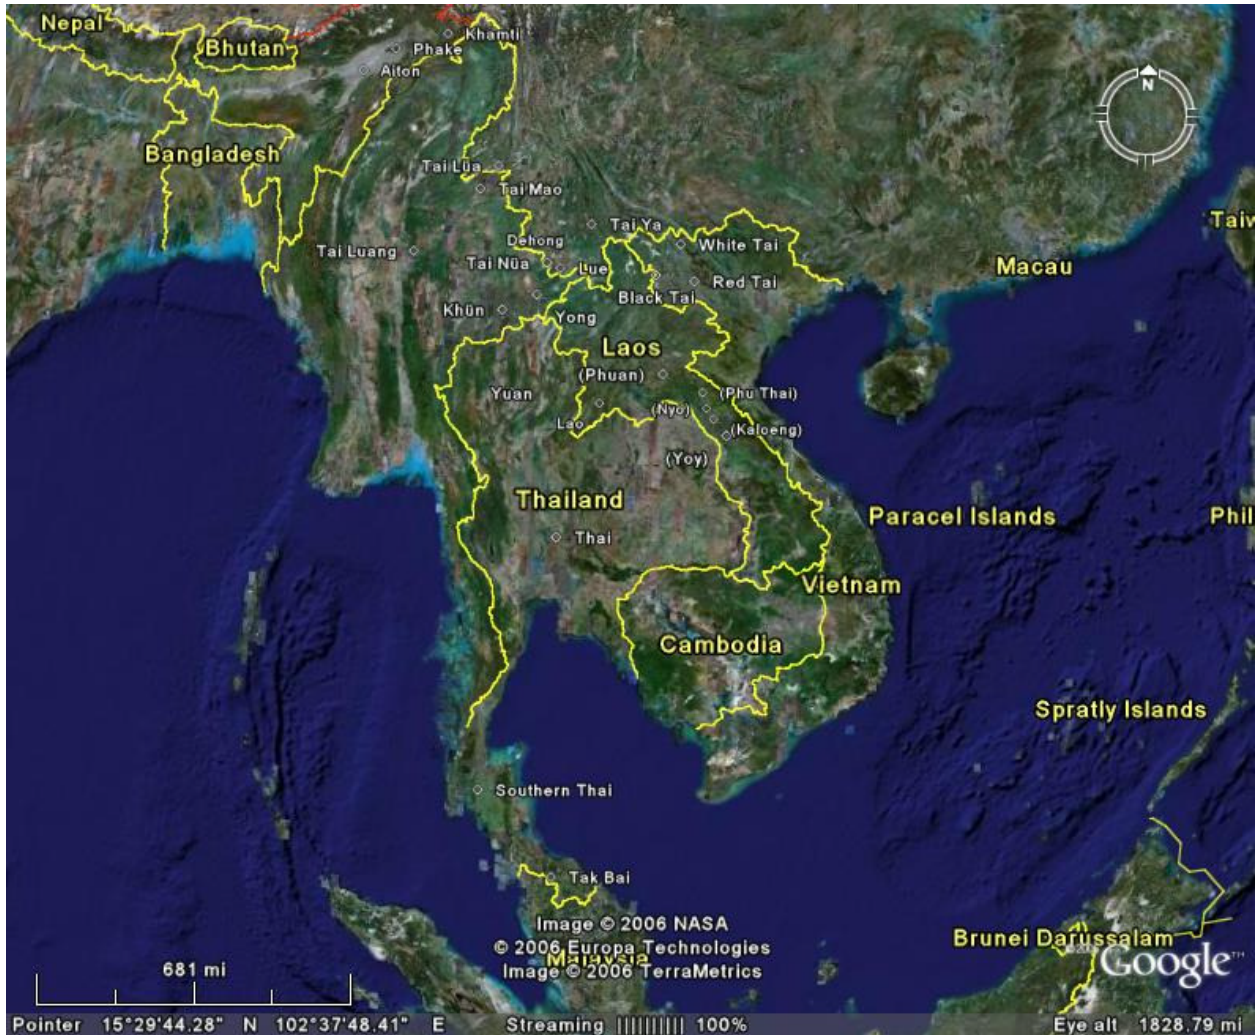 Nepal
Khamti
Phake
Bhutan
Aiton
N
Bangladesh
Tai Lüa
Tai Mao
Taiw
Tai Ya
White Tai
Dehong
Tai Luang
Tai Nüa
Lue
Macau
Red Tai
Black Tai
Khün
Yong
Laos
(Phuan)
Yuan
(Phu Thai)
(Nyo)
Lao
(Kaloeng)
(Yoy)
Thailand
Paracel Islands
Phil
Thai
Vietnam
Cambodia
Spratly Islands
Southern Thai
Tak Bai
Image © 2006 NASA
© 2006 Europa Technologies
Malaysia
Image © 2006 TerraMetrics
Brunei Darussalam
Google™
681 mi
Pointer 15°29'44.28" N 102°37'48.41" E Streaming |||||||||| 100% Eye alt 1828.79 mi